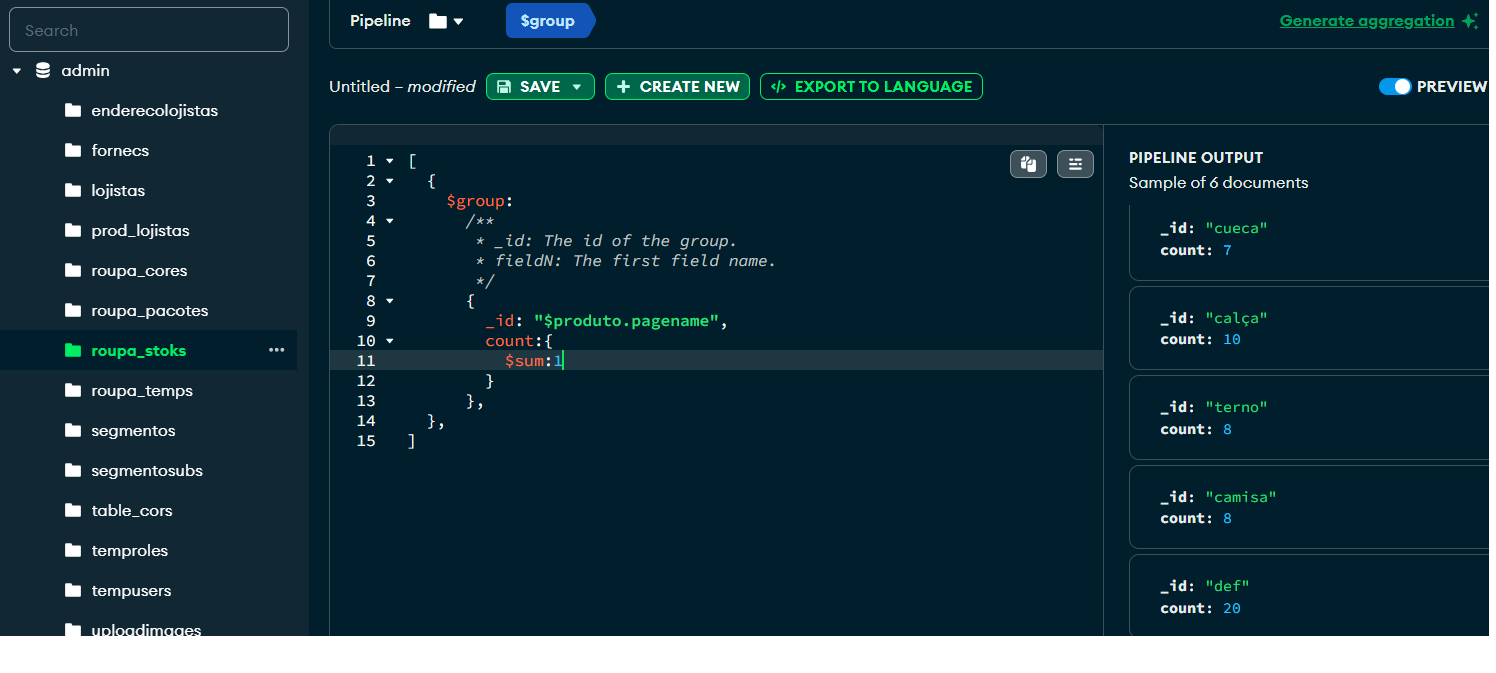 Search
admin
enderecolojistas
fornecs
lojistas
prod_lojistas
roupa_cores
roupa_pacotes
roupa_stoks
roupa_temps
segmentos
segmentosubs
table_cors
temproles
tempusers
uploadimages
Pipeline
$group
Generate aggregation
Untitled – modified
SAVE
+ CREATE NEW
</> EXPORT TO LANGUAGE
PREVIEW
1 [
2 {
3 $group:
4 /**
5 * _id: The id of the group.
6 * fieldN: The first field name.
7 */
8 {
9 _id: "$produto.pagename",
10 count:{
11 $sum:1
12 }
13 },
14 },
15 ]
PIPELINE OUTPUT
Sample of 6 documents
_id: "cueca"
count: 7
_id: "calça"
count: 10
_id: "terno"
count: 8
_id: "camisa"
count: 8
_id: "def"
count: 20